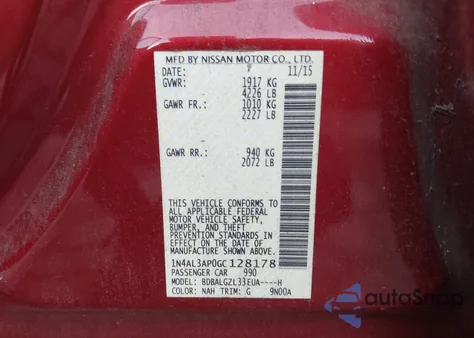 MFD BY NISSAN MOTOR CO., LTD.
DATE: 11/15
GVWR: 1917 KG
4226 LB
GAWR FR.: 1010 KG
2227 LB
GAWR RR.: 940 KG
2072 LB
THIS VEHICLE CONFORMS TO
ALL APPLICABLE FEDERAL
MOTOR VEHICLE SAFETY,
BUMPER, AND THEFT
PREVENTION STANDARDS IN
EFFECT ON THE DATE OF
MANUFACTURE SHOWN ABOVE.
1N4AL3AP0GC128178
PASSENGER CAR 990
MODEL: BDBALGZL33EUA----H
COLOR: NAH TRIM: G 9N00A
autoSnap